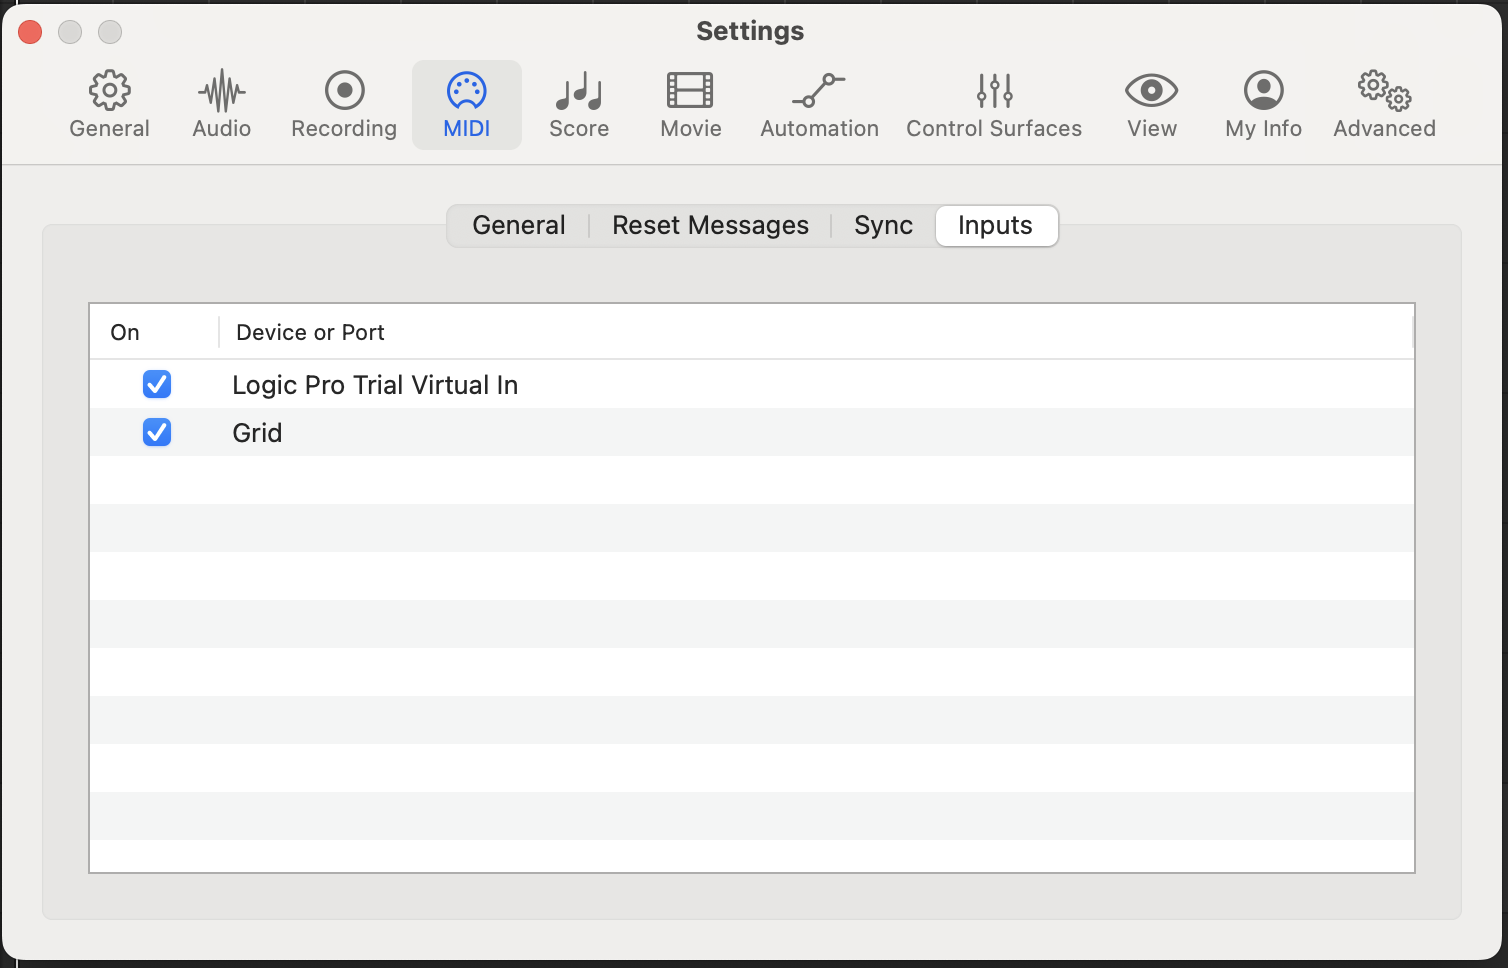 Settings
General Audio Recording MIDI Score Movie Automation Control Surfaces View My Info Advanced
General Reset Messages Sync Inputs
On Device or Port
Logic Pro Trial Virtual In
Grid